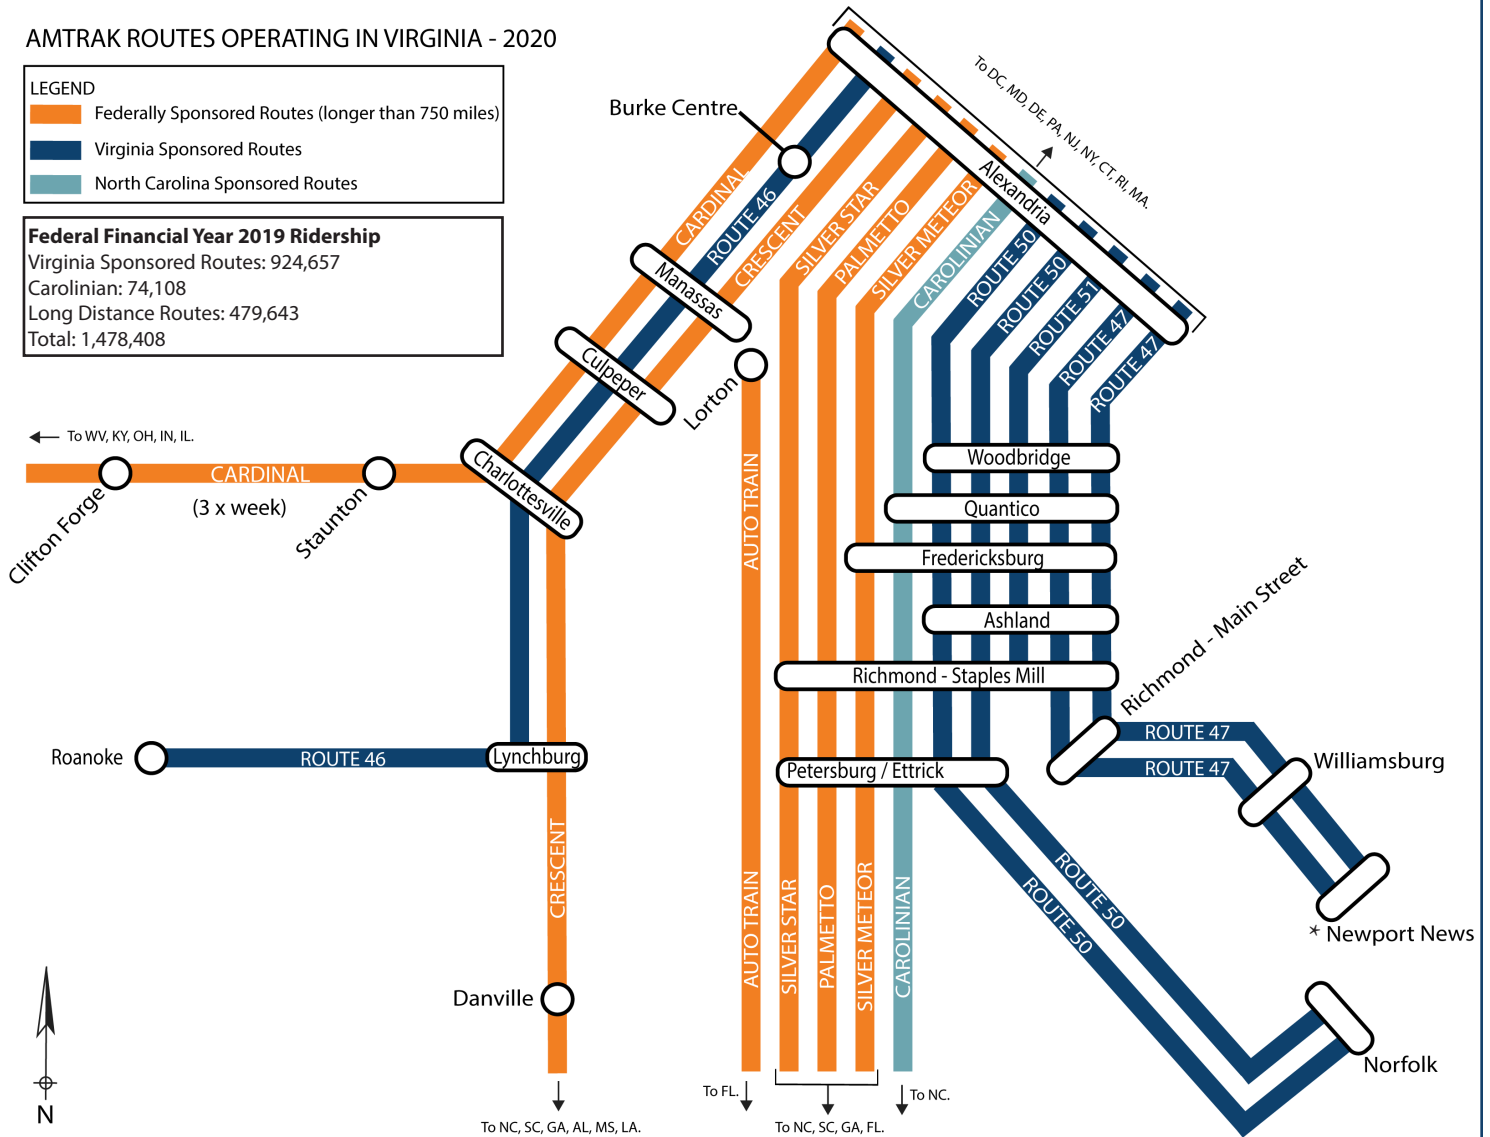 AMTRAK ROUTES OPERATING IN VIRGINIA - 2020
LEGEND
Federally Sponsored Routes (longer than 750 miles)
Virginia Sponsored Routes
North Carolina Sponsored Routes
Federal Financial Year 2019 Ridership
Virginia Sponsored Routes: 924,657
Carolinian: 74,108
Long Distance Routes: 479,643
Total: 1,478,408
Burke Centre
To DC, MD, DE, PA, NJ, NY, CT, RI, MA.
Alexandria
CARDINAL
ROUTE 46
CRESCENT
SILVER STAR
PALMETTO
SILVER METEOR
CAROLINIAN
ROUTE 50
ROUTE 50
ROUTE 51
ROUTE 47
ROUTE 47
Manassas
Culpeper
Lorton
Charlottesville
To WV, KY, OH, IN, IL.
CARDINAL
(3 x week)
Clifton Forge
Staunton
AUTO TRAIN
Woodbridge
Quantico
Fredericksburg
Ashland
Richmond - Staples Mill
Richmond - Main Street
Roanoke
ROUTE 46
Lynchburg
Petersburg / Ettrick
ROUTE 47
ROUTE 47
Williamsburg
* Newport News
CRESCENT
AUTO TRAIN
SILVER STAR
PALMETTO
SILVER METEOR
CAROLINIAN
ROUTE 50
ROUTE 50
Danville
Norfolk
N
To NC, SC, GA, AL, MS, LA.
To FL.
To NC, SC, GA, FL.
To NC.